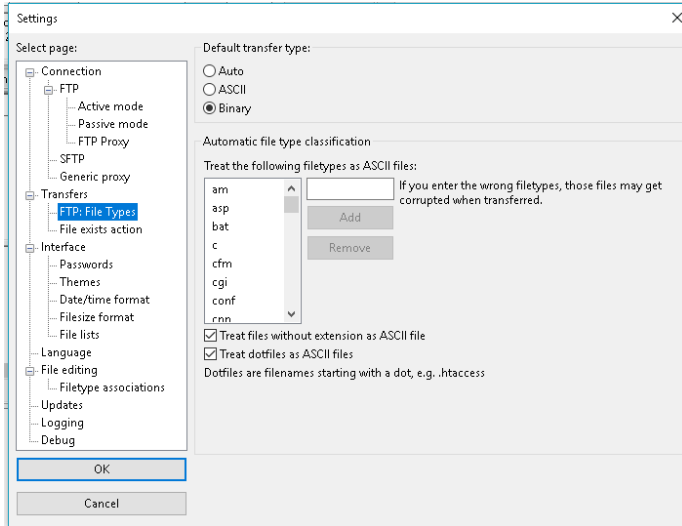 Settings
Select page:
Connection
FTP
Active mode
Passive mode
FTP Proxy
SFTP
Generic proxy
Transfers
FTP: File Types
File exists action
Interface
Passwords
Themes
Date/time format
Filesize format
File lists
Language
File editing
Filetype associations
Updates
Logging
Debug
OK
Cancel
Default transfer type:
Auto
ASCII
Binary
Automatic file type classification
Treat the following filetypes as ASCII files:
am
asp
bat
c
cfm
cgi
conf
cnn
Add
Remove
If you enter the wrong filetypes, those files may get
corrupted when transferred.
Treat files without extension as ASCII file
Treat dotfiles as ASCII files
Dotfiles are filenames starting with a dot, e.g. .htaccess